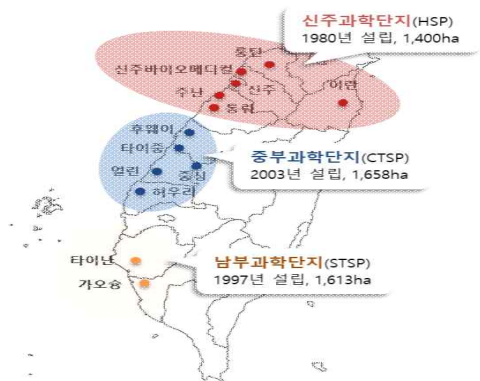 신주과학단지(HSP)
1980년 설립, 1,400ha
룽탄
신주바이오메디컬
신주
이란
주난
퉁뤄
후웨이
타이중
중부과학단지(CTSP)
2003년 설립, 1,658ha
얼린
중싱
허우리
타이난
남부과학단지(STSP)
1997년 설립, 1,613ha
가오슝